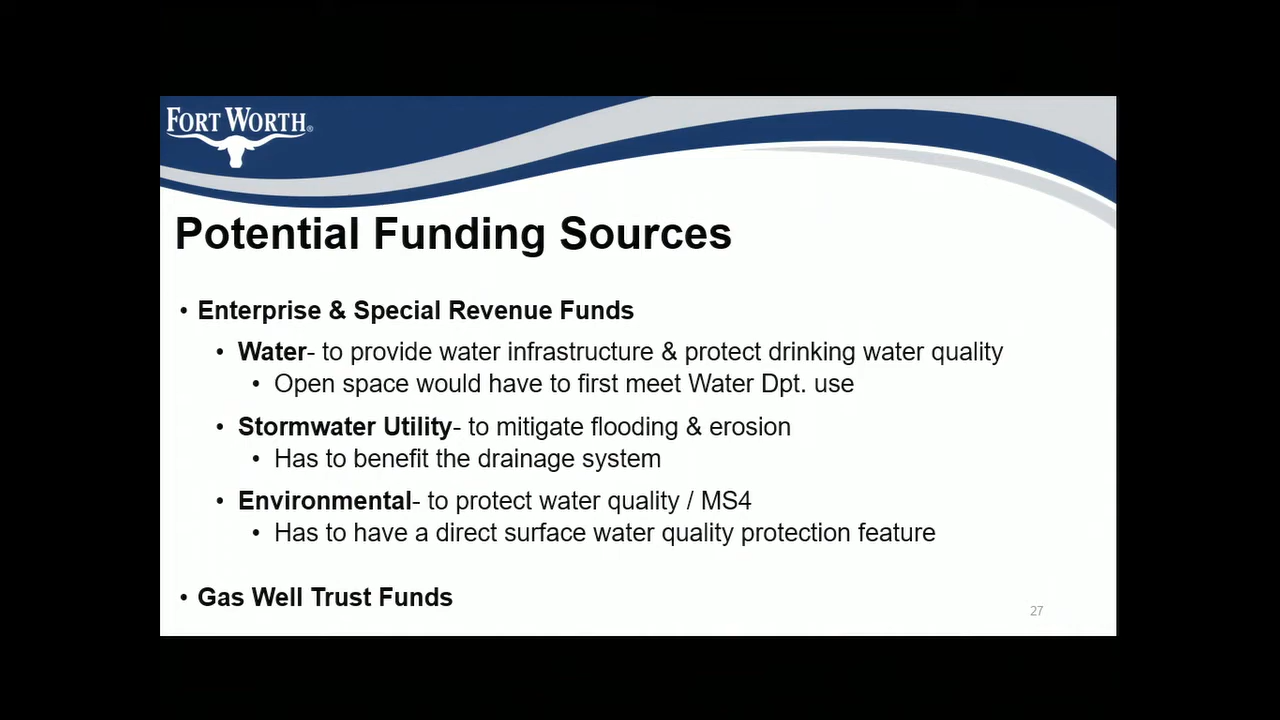 FORT WORTH®
Potential Funding Sources
• Enterprise & Special Revenue Funds
• Water- to provide water infrastructure & protect drinking water quality
• Open space would have to first meet Water Dpt. use
• Stormwater Utility- to mitigate flooding & erosion
• Has to benefit the drainage system
• Environmental- to protect water quality / MS4
• Has to have a direct surface water quality protection feature
• Gas Well Trust Funds
27